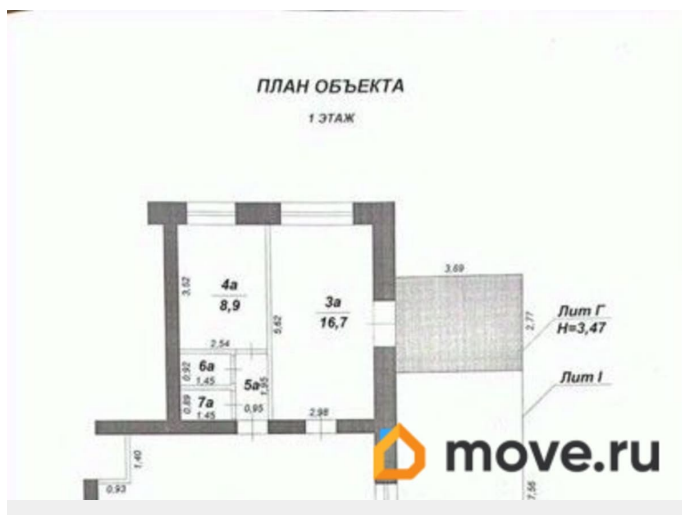 ПЛАН ОБЪЕКТА
1 ЭТАЖ
3,69
4а
8,9
3,52
3а
16,7
5,62
2,77
Лит Г
Н=3,47
2,54
6а
0,92
1,45
5а
1,95
Лит I
7а
0,89
1,45
0,95
2,98
1,40
0,93
7,56
move.ru